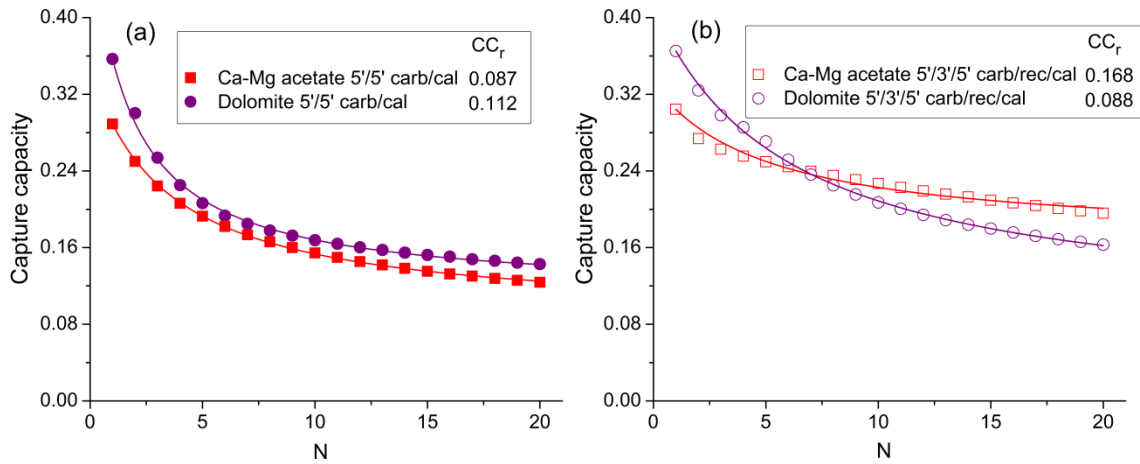 (a)
CCr
Ca-Mg acetate 5'/5' carb/cal 0.087
Dolomite 5'/5' carb/cal 0.112
0.40
0.32
0.24
0.16
0.08
0.00
Capture capacity
0 5 10 15 20
N
(b)
CCr
Ca-Mg acetate 5'/3'/5' carb/rec/cal 0.168
Dolomite 5'/3'/5' carb/rec/cal 0.088
0.40
0.32
0.24
0.16
0.08
0.00
Capture capacity
0 5 10 15 20
N